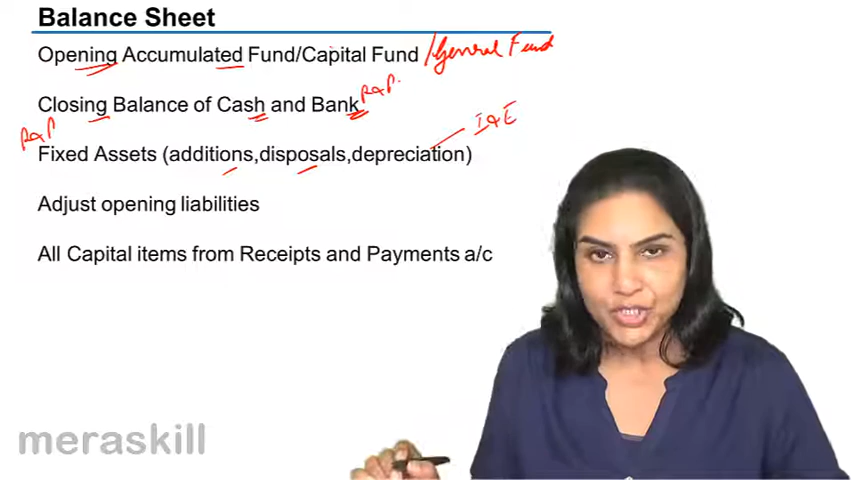 Balance Sheet
Opening Accumulated Fund/Capital Fund /General Fund
Closing Balance of Cash and Bank R&P.
R&P
Fixed Assets (additions,disposals,depreciation) I&E
Adjust opening liabilities
All Capital items from Receipts and Payments a/c
meraskill